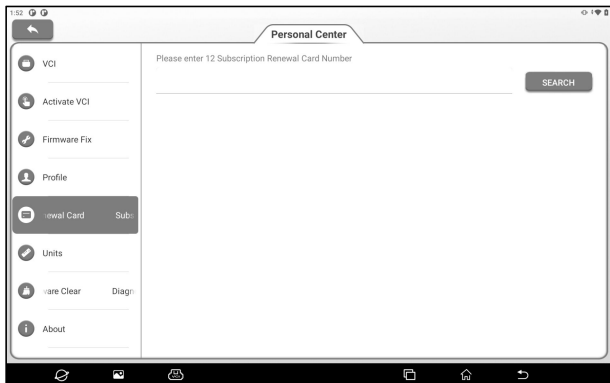 1:52
Personal Center
VCI
Activate VCI
Firmware Fix
Profile
newal Card Subs
Units
ware Clear Diagn
About
Please enter 12 Subscription Renewal Card Number
SEARCH